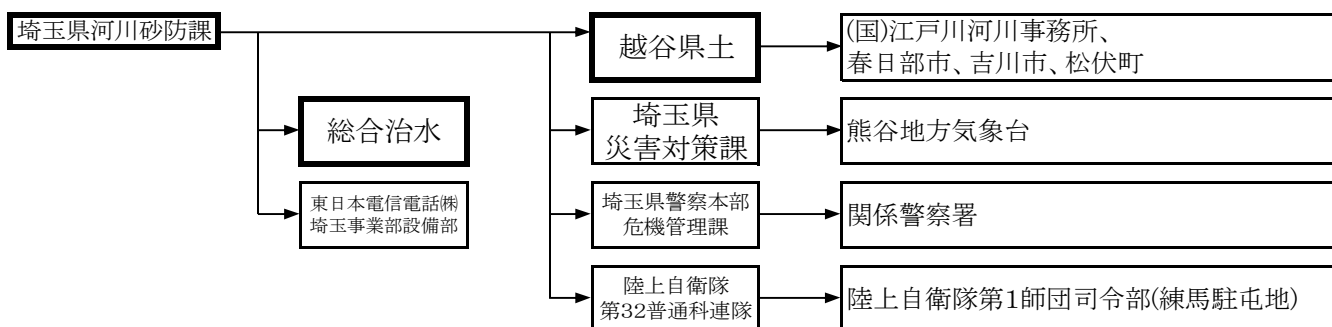 埼玉県河川砂防課
越谷県土
(国)江戸川河川事務所、
春日部市、吉川市、松伏町
総合治水
埼玉県
災害対策課
熊谷地方気象台
東日本電信電話㈱
埼玉事業部設備部
埼玉県警察本部
危機管理課
関係警察署
陸上自衛隊
第32普通科連隊
陸上自衛隊第1師団司令部(練馬駐屯地)